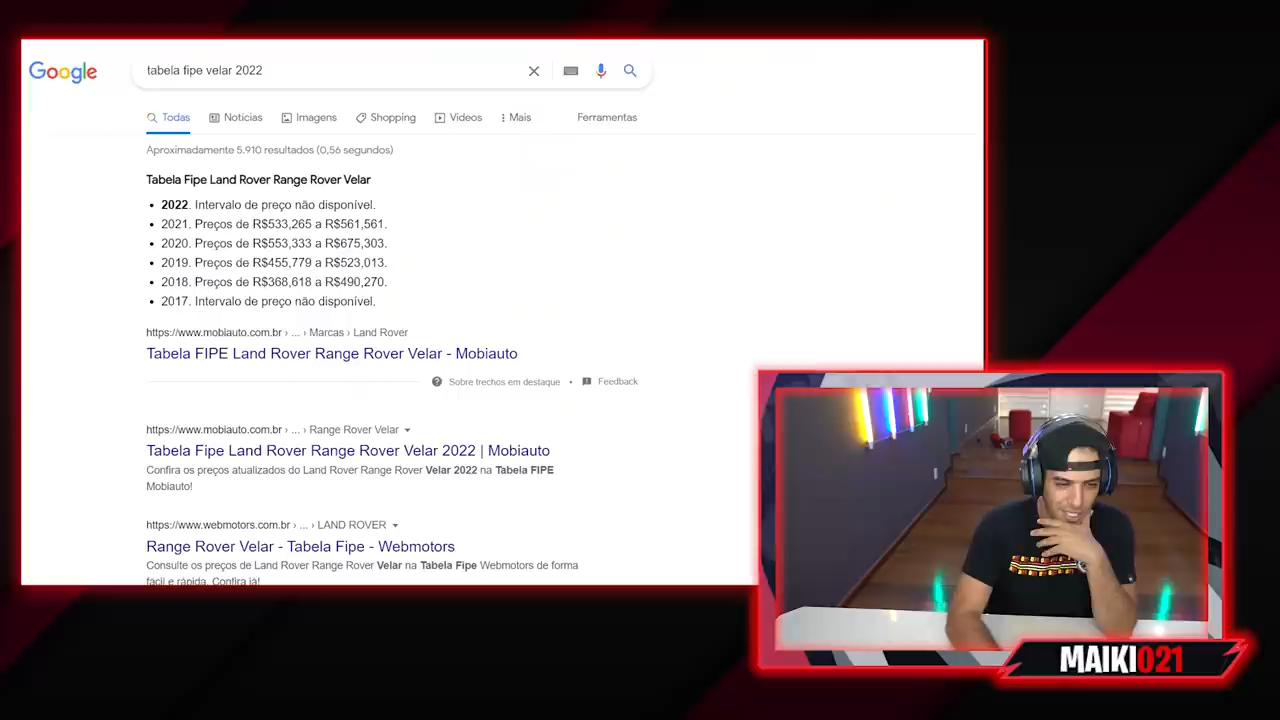 Google
tabela fipe velar 2022
Todas Notícias Imagens Shopping Vídeos Mais Ferramentas
Aproximadamente 5.910 resultados (0,56 segundos)
Tabela Fipe Land Rover Range Rover Velar
2022. Intervalo de preço não disponível.
2021. Preços de R$533,265 a R$561,561.
2020. Preços de R$553,333 a R$675,303.
2019. Preços de R$455,779 a R$523,013.
2018. Preços de R$368,618 a R$490,270.
2017. Intervalo de preço não disponível.
https://www.mobiauto.com.br › ... › Marcas › Land Rover
Tabela FIPE Land Rover Range Rover Velar - Mobiauto
Sobre trechos em destaque • Feedback
https://www.mobiauto.com.br › ... › Range Rover Velar
Tabela Fipe Land Rover Range Rover Velar 2022 | Mobiauto
Confira os preços atualizados do Land Rover Range Rover Velar 2022 na Tabela FIPE
Mobiauto!
https://www.webmotors.com.br › ... › LAND ROVER
Range Rover Velar - Tabela Fipe - Webmotors
Consulte os preços de Land Rover Range Rover Velar na Tabela Fipe Webmotors de forma
fácil e rápida. Confira já!
MAIKI021